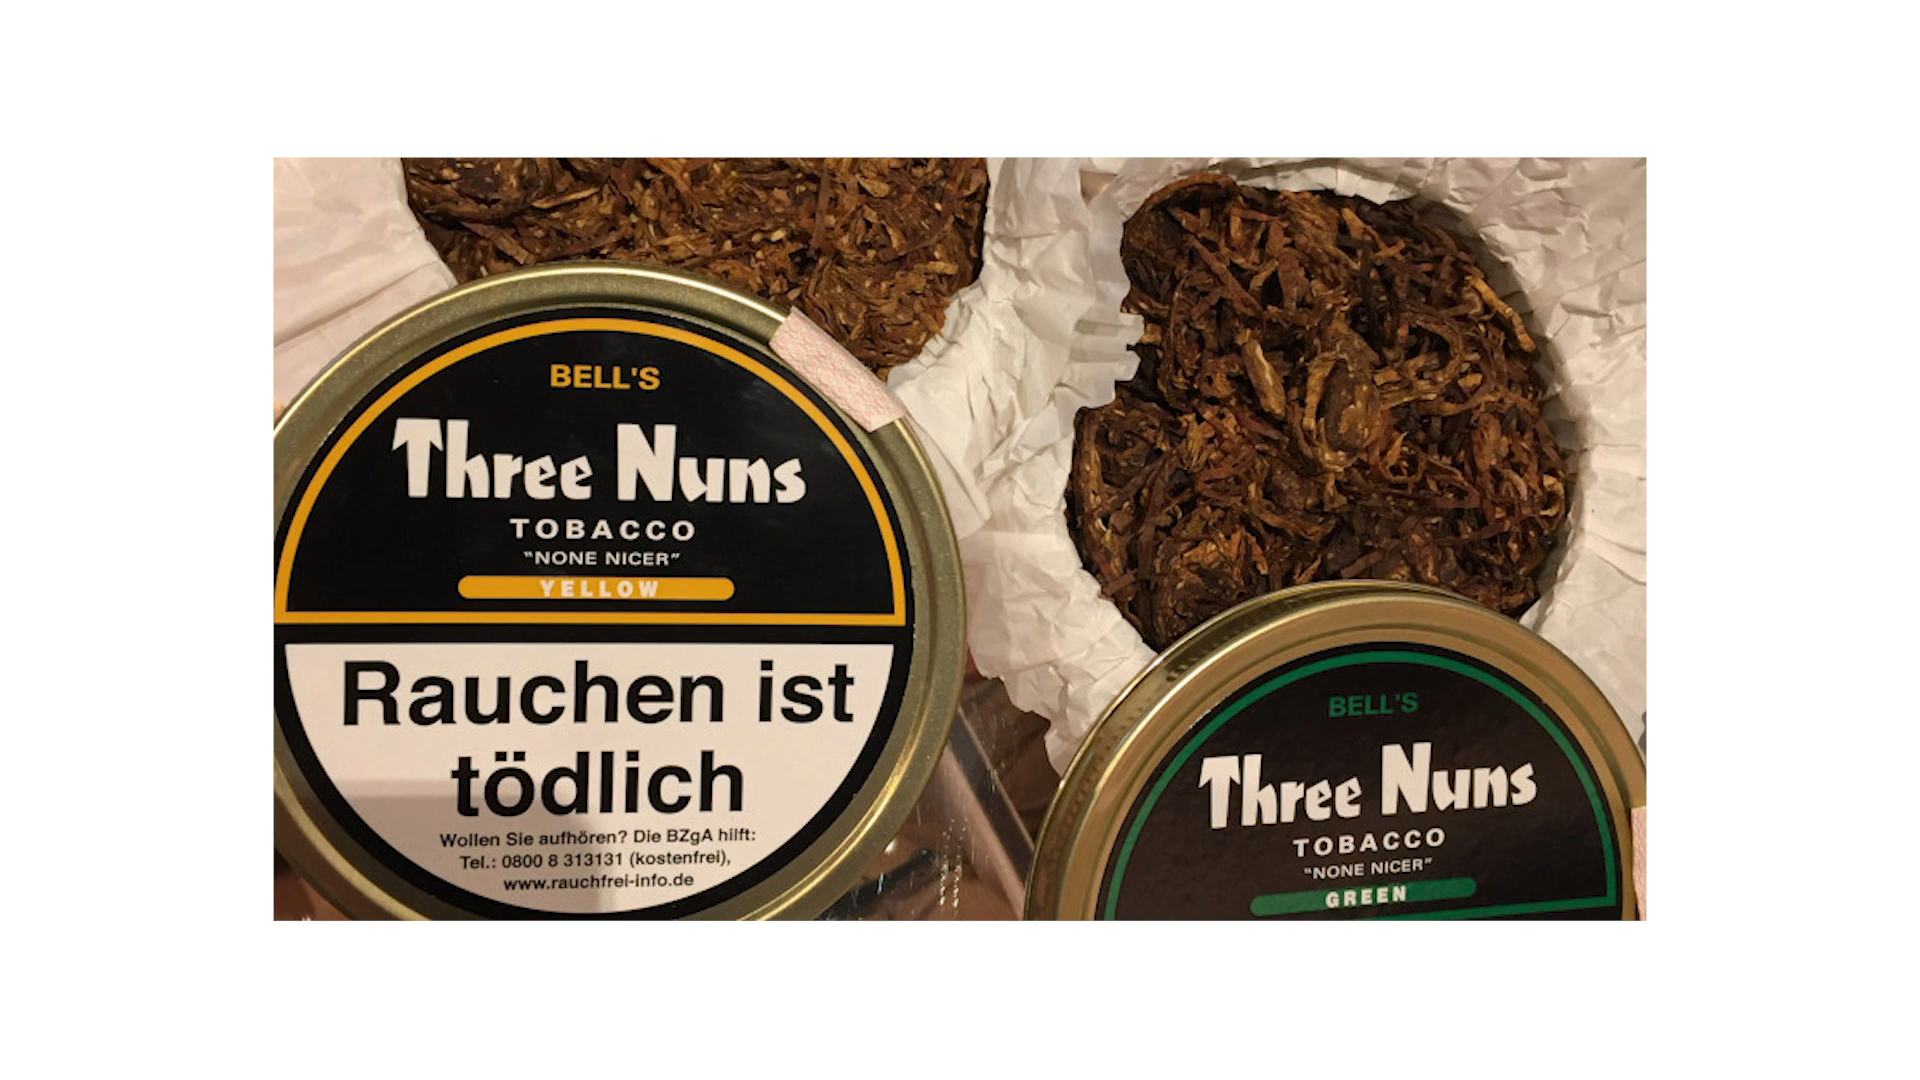 BELL'S
Three Nuns
TOBACCO
"NONE NICER"
YELLOW
Rauchen ist
tödlich
Wollen Sie aufhören? Die BZgA hilft:
Tel.: 0800 8 313131 (kostenfrei),
www.rauchfrei-info.de
BELL'S
Three Nuns
TOBACCO
"NONE NICER"
GREEN